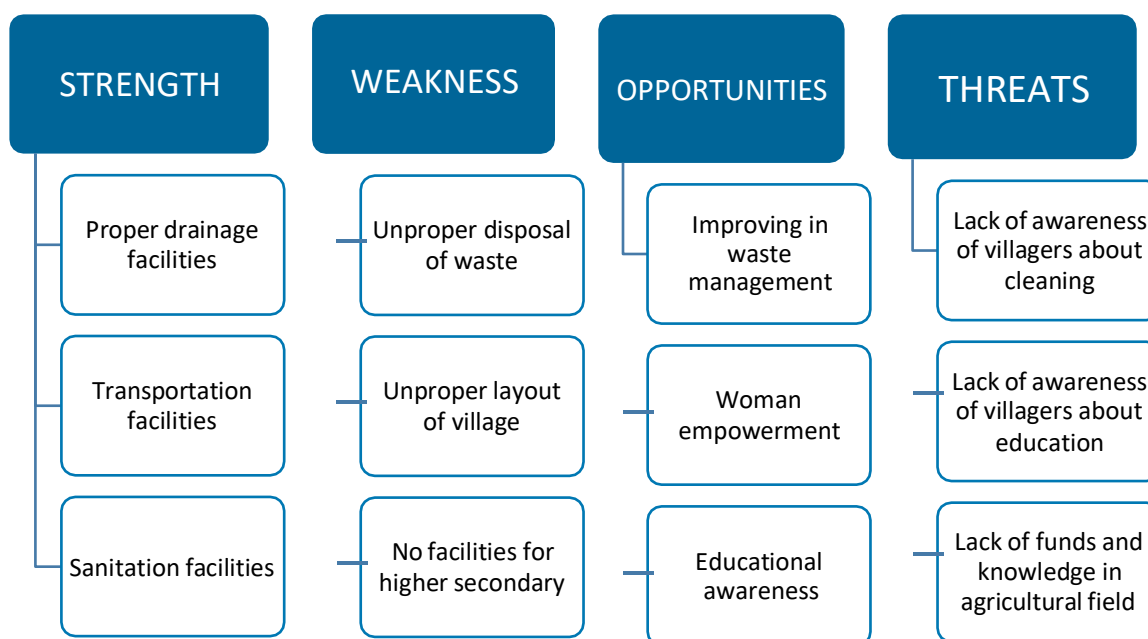 STRENGTH
Proper drainage
facilities
Transportation
facilities
Sanitation facilities
WEAKNESS
Unproper disposal
of waste
Unproper layout
of village
No facilities for
higher secondary
OPPORTUNITIES
Improving in
waste
management
Woman
empowerment
Educational
awareness
THREATS
Lack of awareness
of villagers about
cleaning
Lack of awareness
of villagers about
education
Lack of funds and
knowledge in
agricultural field